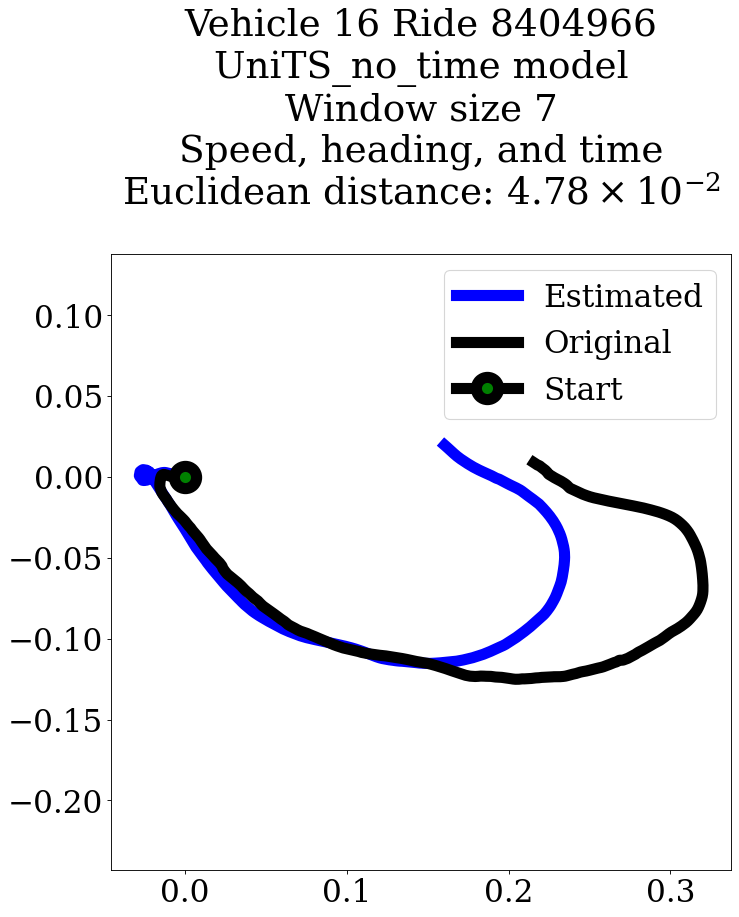 Vehicle 16 Ride 8404966
UniTS_no_time model
Window size 7
Speed, heading, and time
Euclidean distance: 4.78 × 10⁻²
Estimated
Original
Start
0.10
0.05
0.00
−0.05
−0.10
−0.15
−0.20
0.0 0.1 0.2 0.3